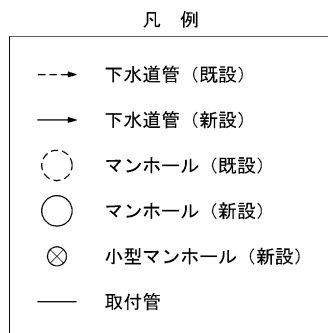 凡 例
下水道管（既設）
下水道管（新設）
マンホール（既設）
マンホール（新設）
小型マンホール（新設）
取付管